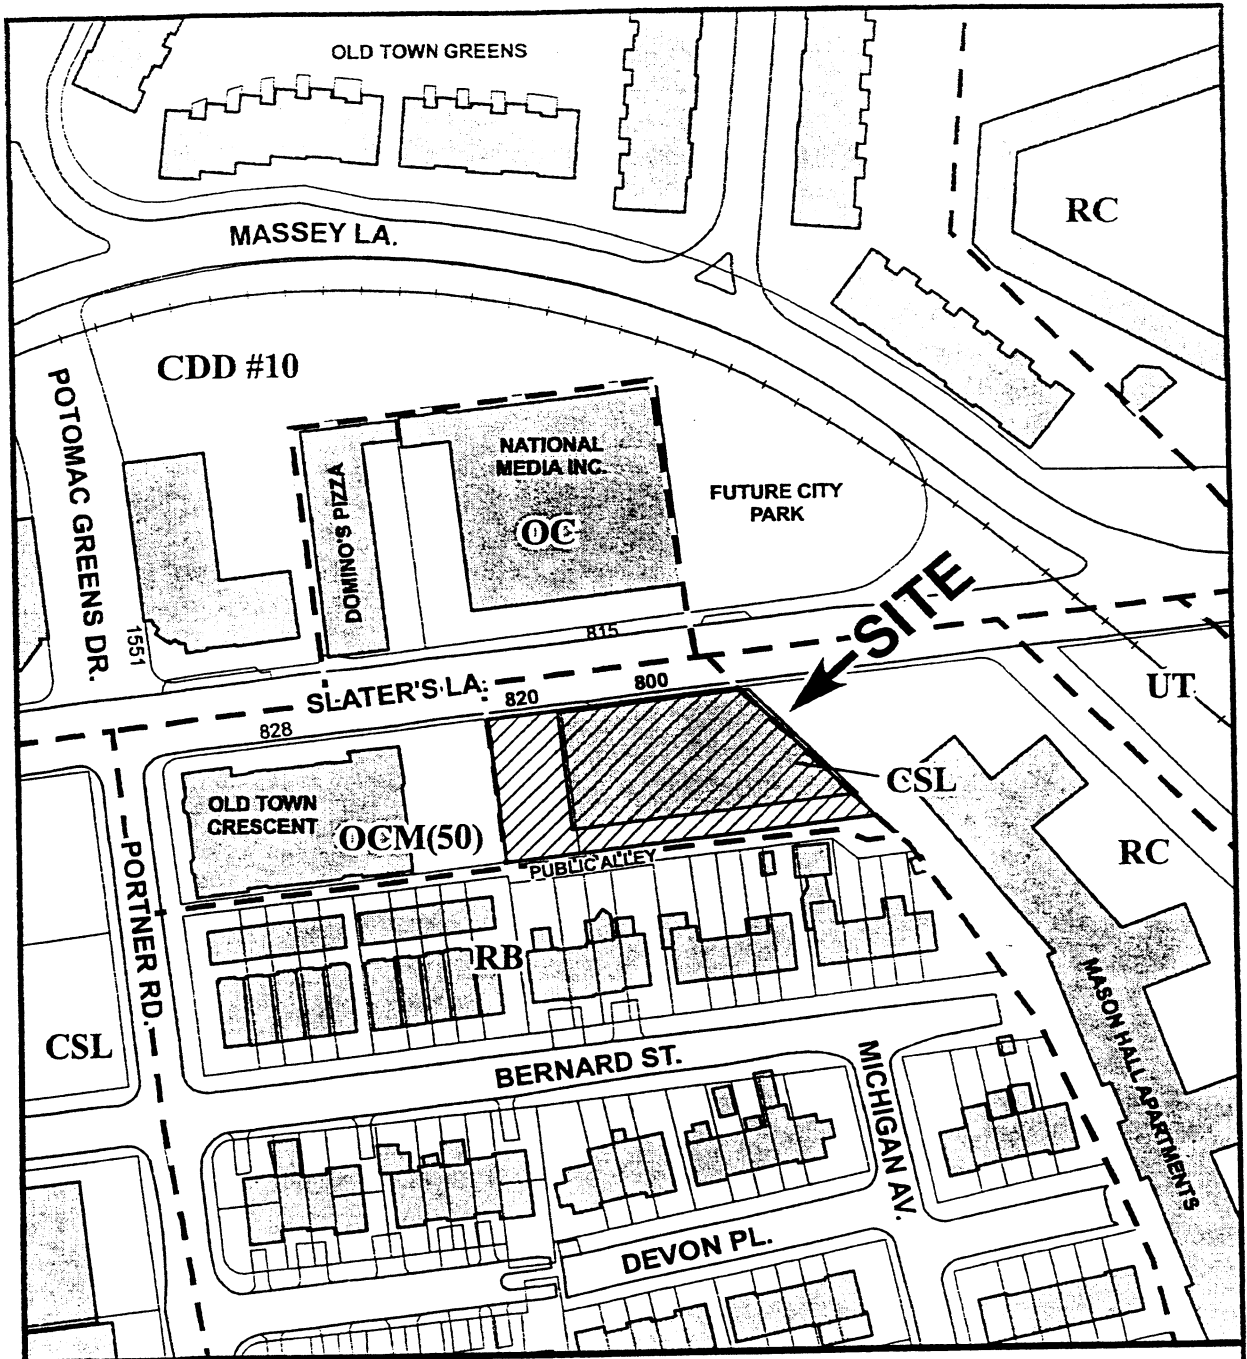 OLD TOWN GREENS
RC
MASSEY LA.
CDD #10
POTOMAC GREENS DR.
NATIONAL
MEDIA INC.
OC
DOMINO'S PIZZA
FUTURE CITY
PARK
SITE
1551
815
SLATER'S LA.
820
800
UT
828
CSL
OLD TOWN
CRESCENT
OCM(50)
PUBLIC ALLEY
RC
PORTNER RD.
RB
CSL
MASON HALL APARTMENTS
BERNARD ST.
MICHIGAN AV.
DEVON PL.